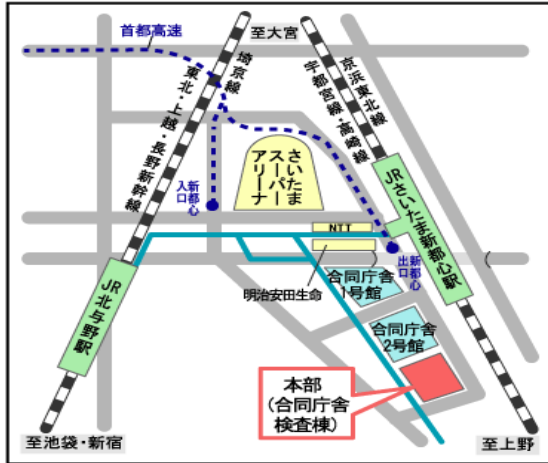 首都高速
至大宮
埼京線
東北・上越・長野新幹線
京浜東北線
宇都宮線・高崎線
さいたま
スーパー
アリーナ
新都心
入口
NTT
JRさいたま新都心駅
新都心
出口
明治安田生命
合同庁舎
1号館
JR北与野駅
合同庁舎
2号館
本部
(合同庁舎
検査棟)
至池袋・新宿
至上野